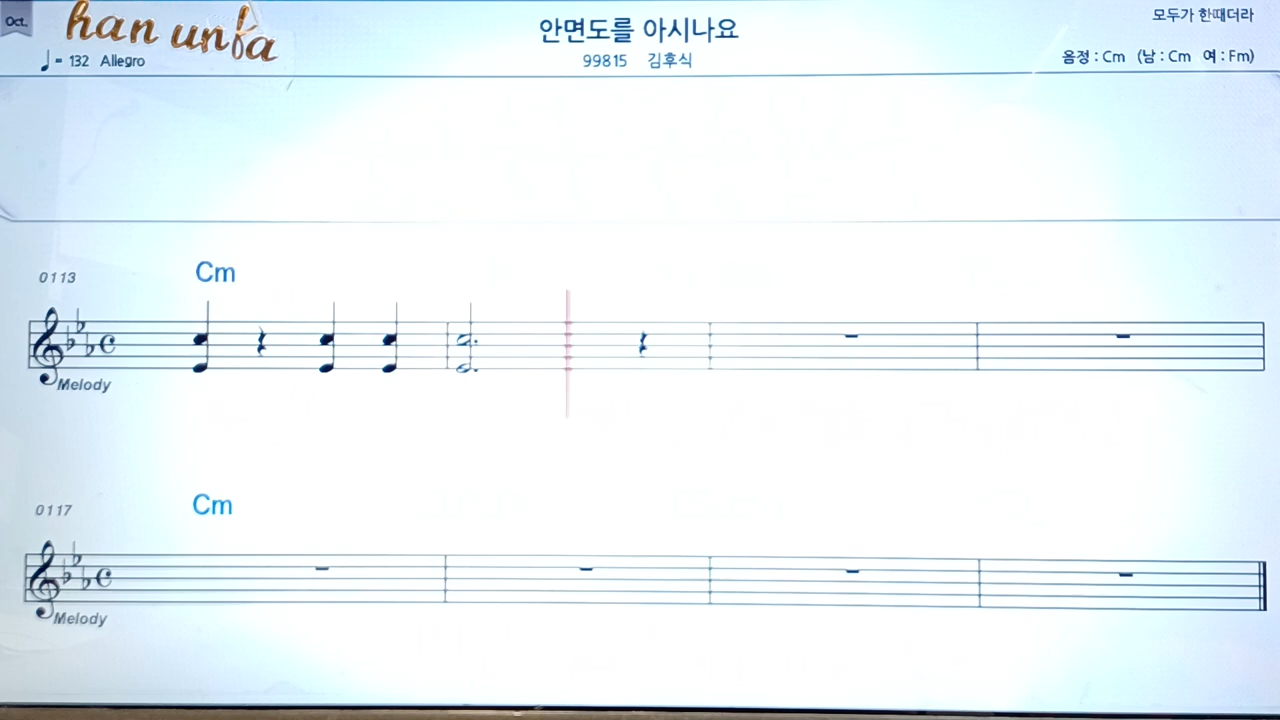 Oct.
han unfa
안면도를 아시나요
모두가 한때더라
♩= 132 Allegro
99815 김후식
음정 : Cm (남 : Cm 여 : Fm)
0113
Cm
Melody
0117
Cm
Melody